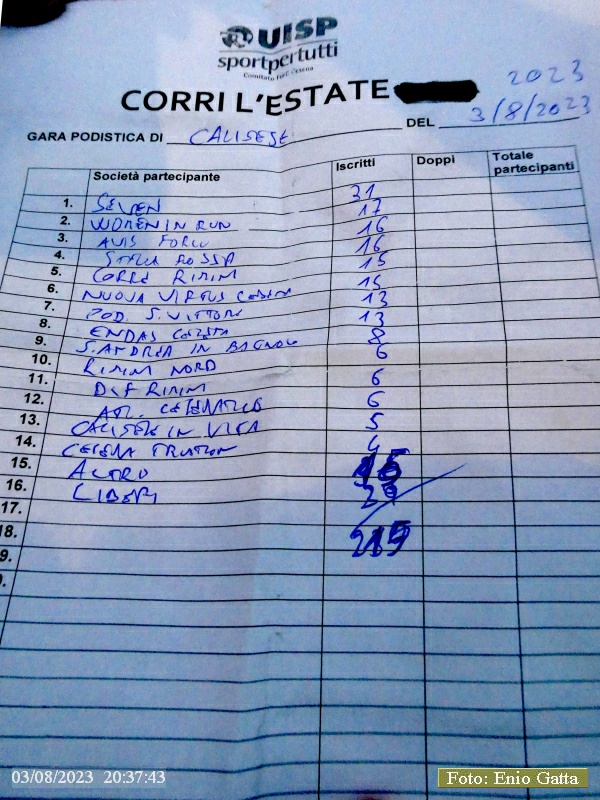 UISP
sportpertutti
Comitato Forlì-Cesena
CORRI L'ESTATE 2023
GARA PODISTICA DI CALISESE DEL 3/8/2023
Società partecipante Iscritti Doppi Totale partecipanti
1. SEVEN 31
2. WOMEN IN RUN 17
3. AVIS FORLI 16
4. STELLA ROSSA 16
5. CORRE RIMINI 15
6. NUOVA VIRTUS CESENA 15
7. POD. S. VITTORE 13
8. ENDAS CESENA 13
9. S. ANDREA IN BAGNOLO 8
10. RIMINI NORD 6
11. DLF RIMINI 6
12. ATL. CESENATICO 6
13. CALISESE IN VITA 5
14. CESENA TRIATHLON 4
15. ALTRO
16. LIBERI
17.
18.
9.
03/08/2023 20:37:43
Foto: Enio Gatta